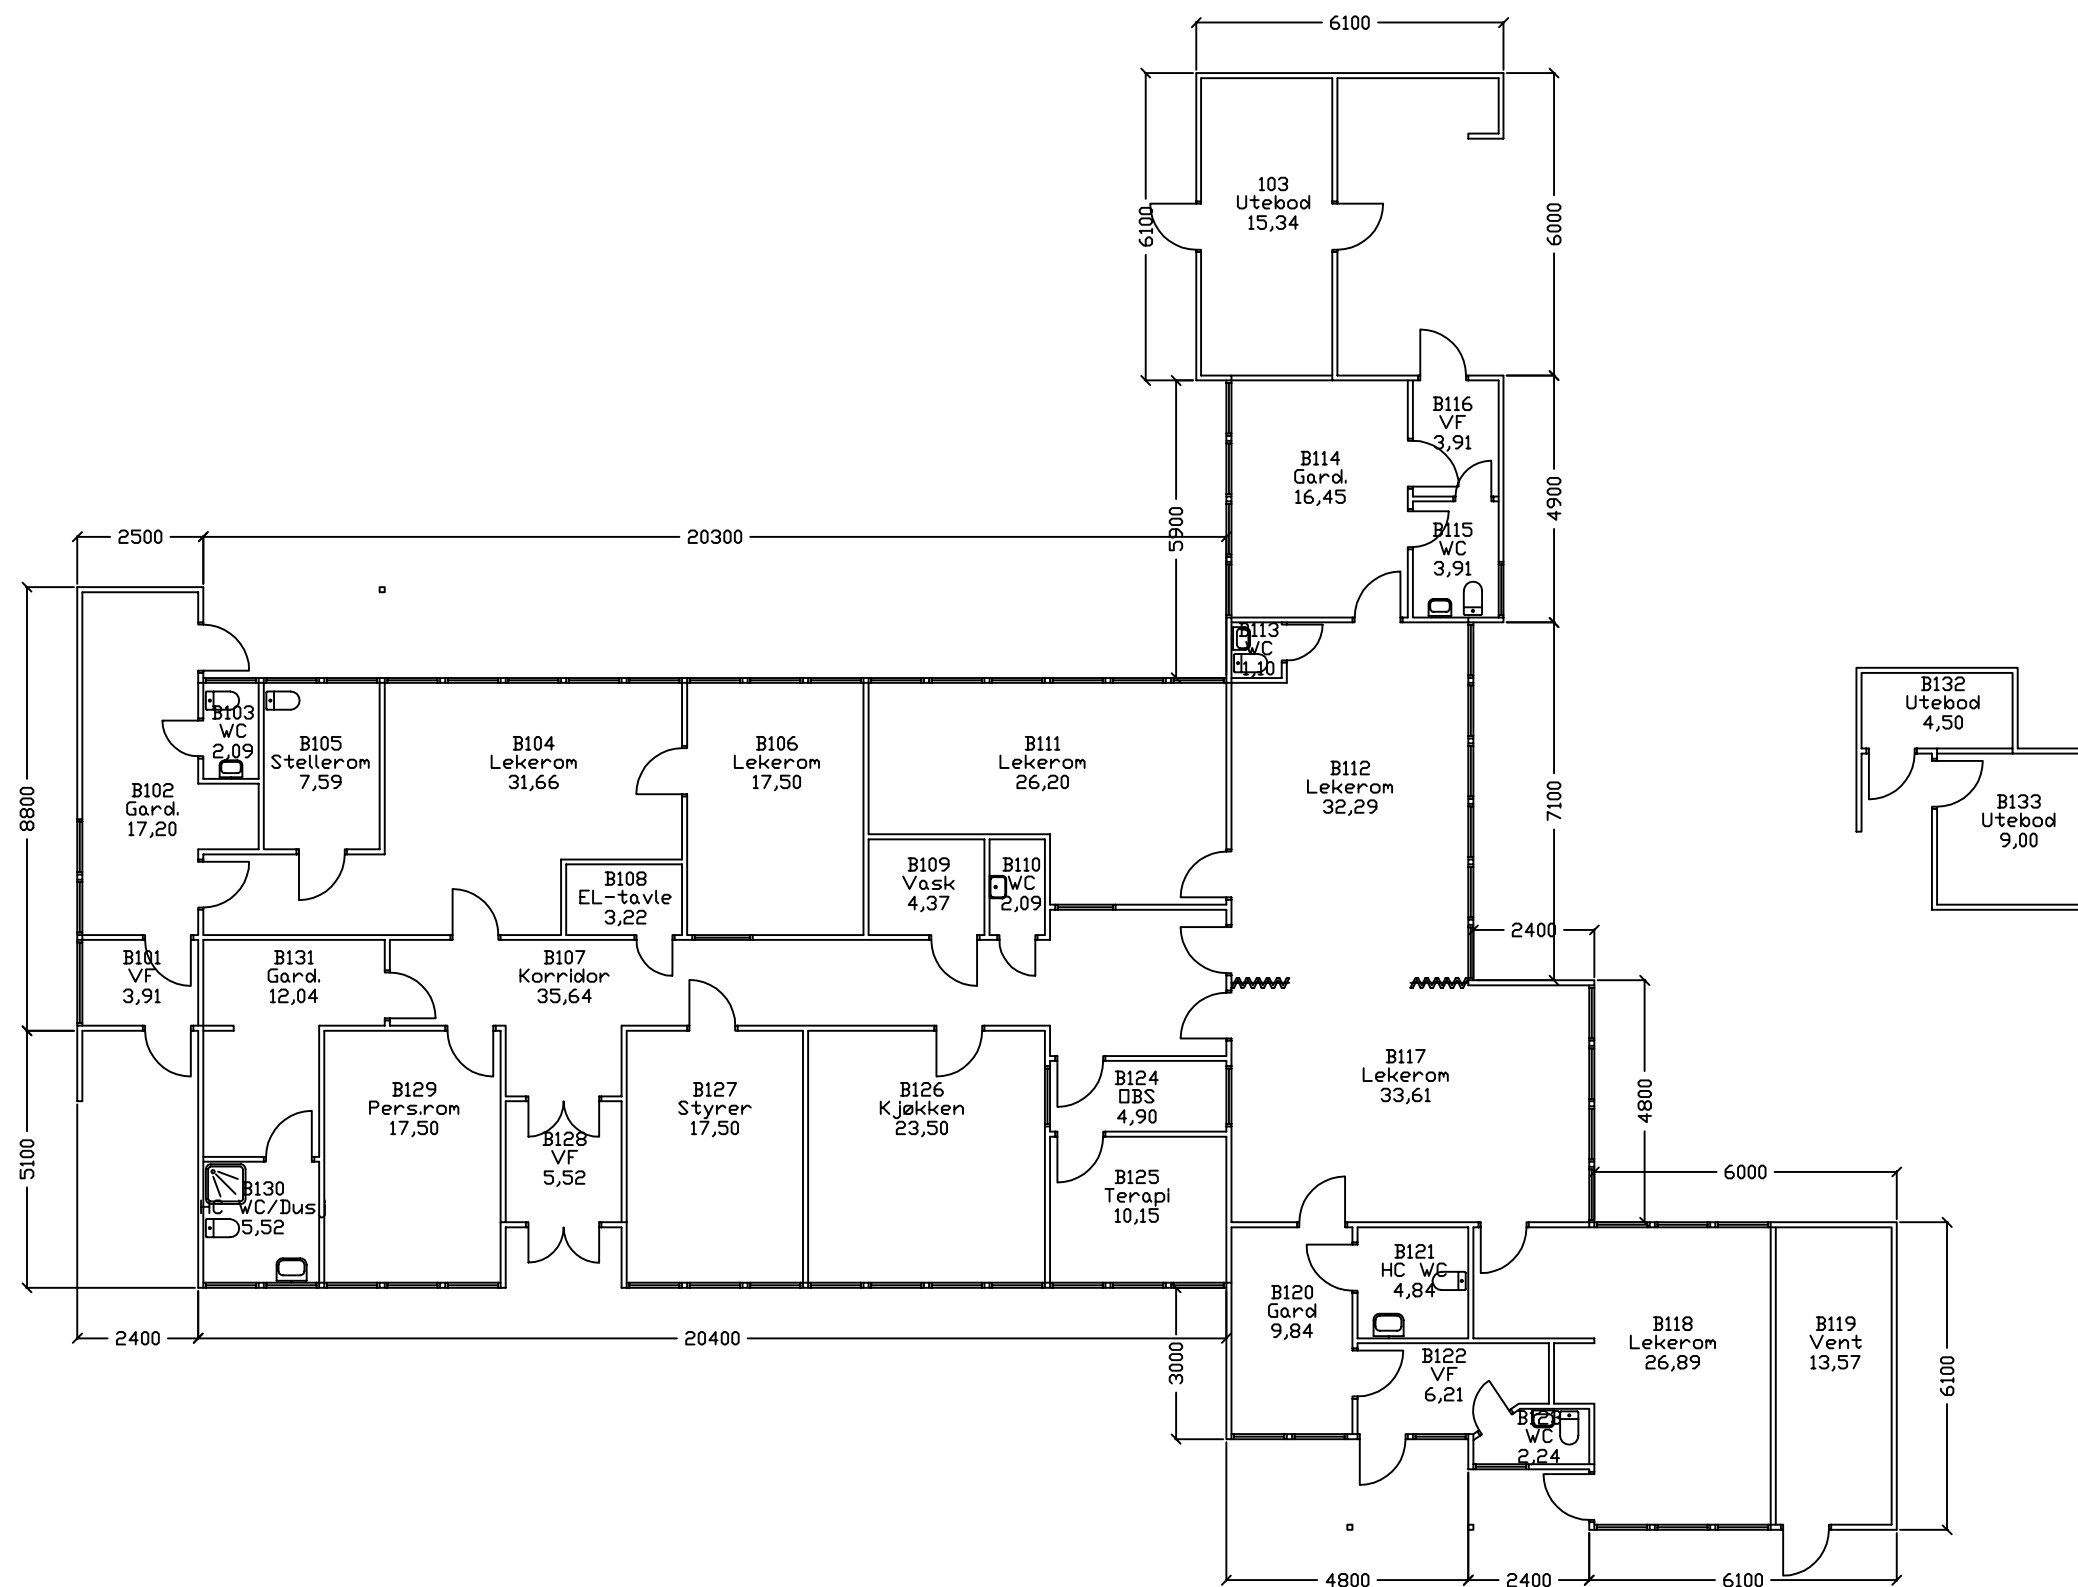 6100
103
Utebod
15,34
6100
6000
B116
VF
3,91
B114
Gard.
16,45
4900
5900
B115
WC
3,91
2500
20300
B113
WC
1,10
B132
Utebod
4,50
B103
WC
2,09
B105
Stellerom
7,59
B104
Lekerom
31,66
B106
Lekerom
17,50
B111
Lekerom
26,20
B112
Lekerom
32,29
7100
8800
B102
Gard.
17,20
B133
Utebod
9,00
B108
EL-tavle
3,22
B109
Vask
4,37
B110
WC
2,09
2400
B101
VF
3,91
B131
Gard.
12,04
B107
Korridor
35,64
B117
Lekerom
33,61
4800
B129
Pers.rom
17,50
B127
Styrer
17,50
B126
Kjøkken
23,50
B124
OBS
4,90
B128
VF
5,52
5100
B130
HC WC/Dusj
5,52
B125
Terapi
10,15
6000
B121
HC WC
4,84
B120
Gard
9,84
2400
20400
3000
B122
VF
6,21
B118
Lekerom
26,89
B119
Vent
13,57
6100
B123
WC
2,24
4800
2400
6100